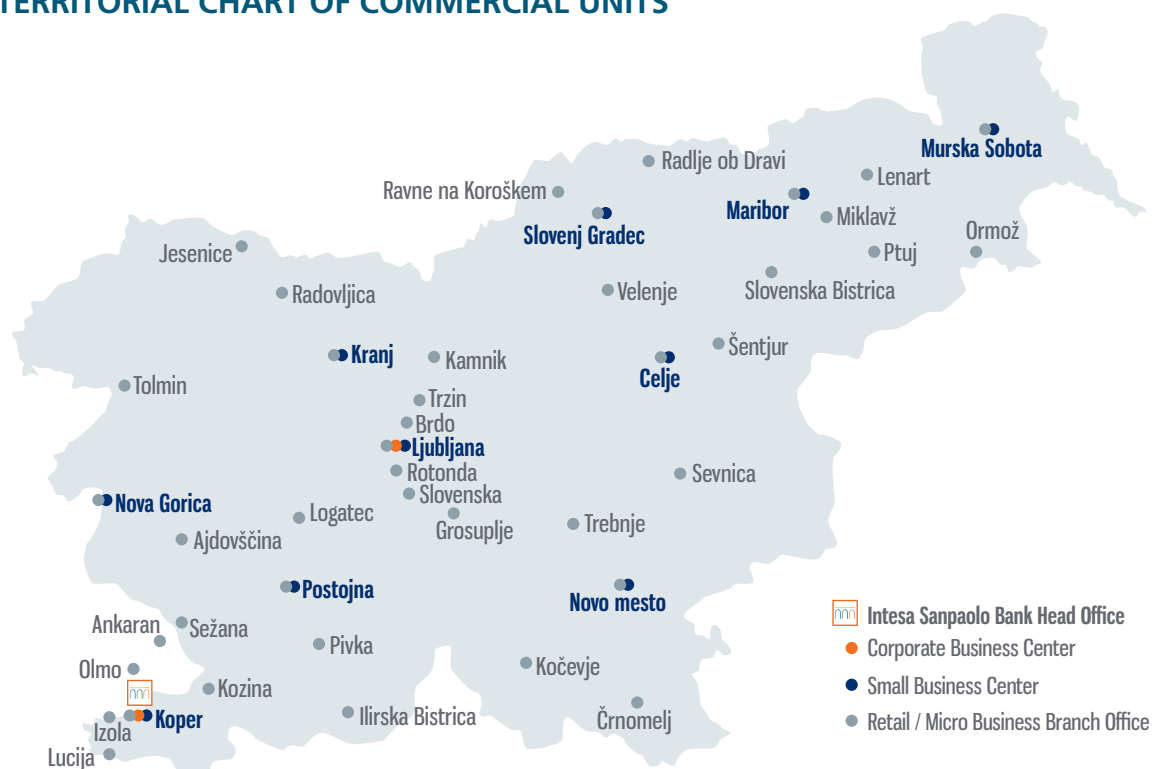 TERRITORIAL CHART OF COMMERCIAL UNITS
Murska Sobota
Radlje ob Dravi
Lenart
Ravne na Koroškem
Maribor
Miklavž
Slovenj Gradec
Ormož
Jesenice
Ptuj
Radovljica
Velenje
Slovenska Bistrica
Šentjur
Kranj
Kamnik
Celje
Tolmin
Trzin
Brdo
Ljubljana
Rotonda
Sevnica
Slovenska
Nova Gorica
Logatec
Grosuplje
Trebnje
Ajdovščina
Postojna
Novo mesto
Ankaran
Sežana
Pivka
Olmo
Kočevje
Kozina
Koper
Ilirska Bistrica
Črnomelj
Izola
Lucija
Intesa Sanpaolo Bank Head Office
Corporate Business Center
Small Business Center
Retail / Micro Business Branch Office